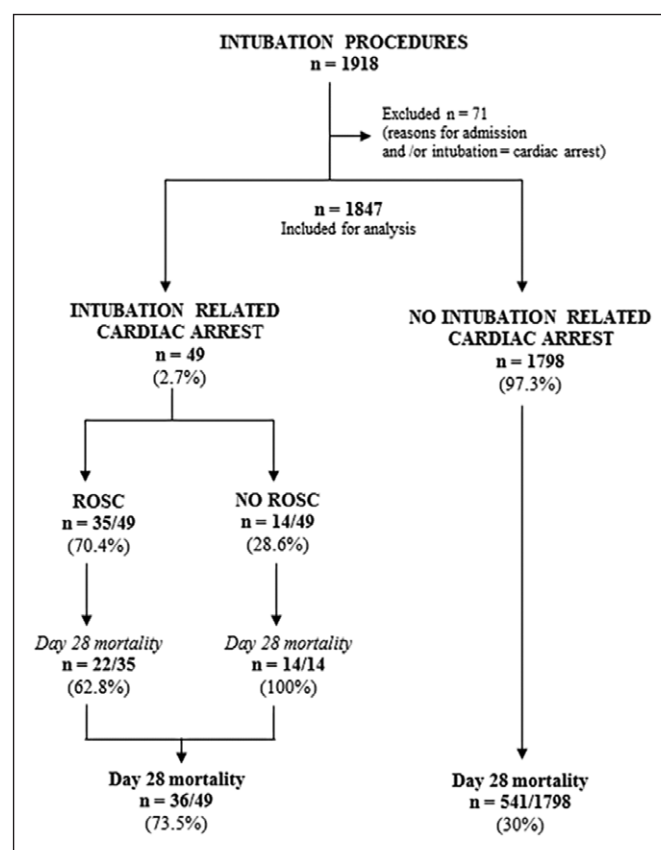 INTUBATION PROCEDURES
n = 1918
Excluded n = 71
(reasons for admission
and /or intubation = cardiac arrest)
n = 1847
Included for analysis
INTUBATION RELATED
CARDIAC ARREST
n = 49
(2.7%)
NO INTUBATION RELATED
CARDIAC ARREST
n = 1798
(97.3%)
ROSC
n = 35/49
(70.4%)
NO ROSC
n = 14/49
(28.6%)
Day 28 mortality
n = 22/35
(62.8%)
Day 28 mortality
n = 14/14
(100%)
Day 28 mortality
n = 36/49
(73.5%)
Day 28 mortality
n = 541/1798
(30%)